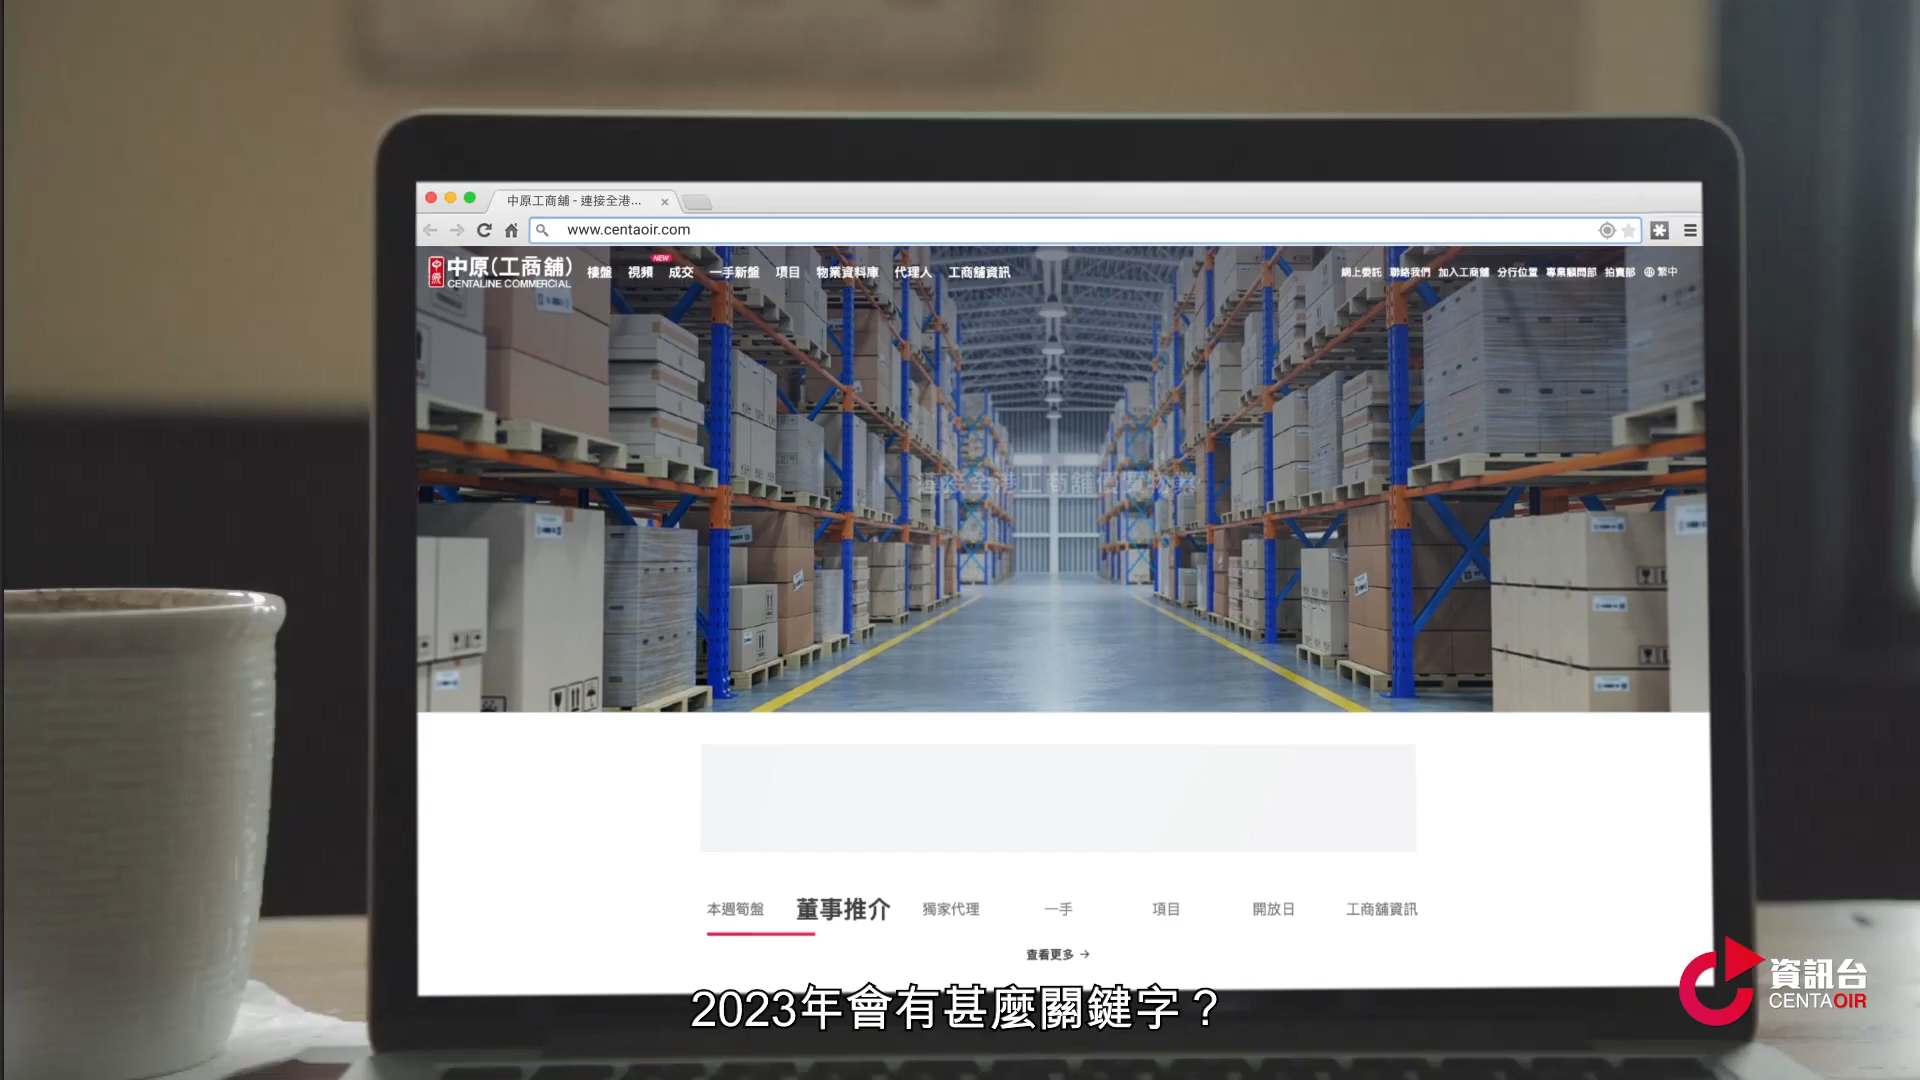 中原工商舖 - 連接全港...
www.centaoir.com
中原(工商舖)
CENTALINE COMMERCIAL
樓盤 視頻 NEW 成交 一手新盤 項目 物業資料庫 代理人 工商舖資訊
網上委託 聯絡我們 加入工商舖 分行位置 專業顧問部 拍賣部 繁中
本週筍盤 董事推介 獨家代理 一手 項目 開放日 工商舖資訊
查看更多 →
資訊台
CENTAOIR
2023年會有甚麼關鍵字？